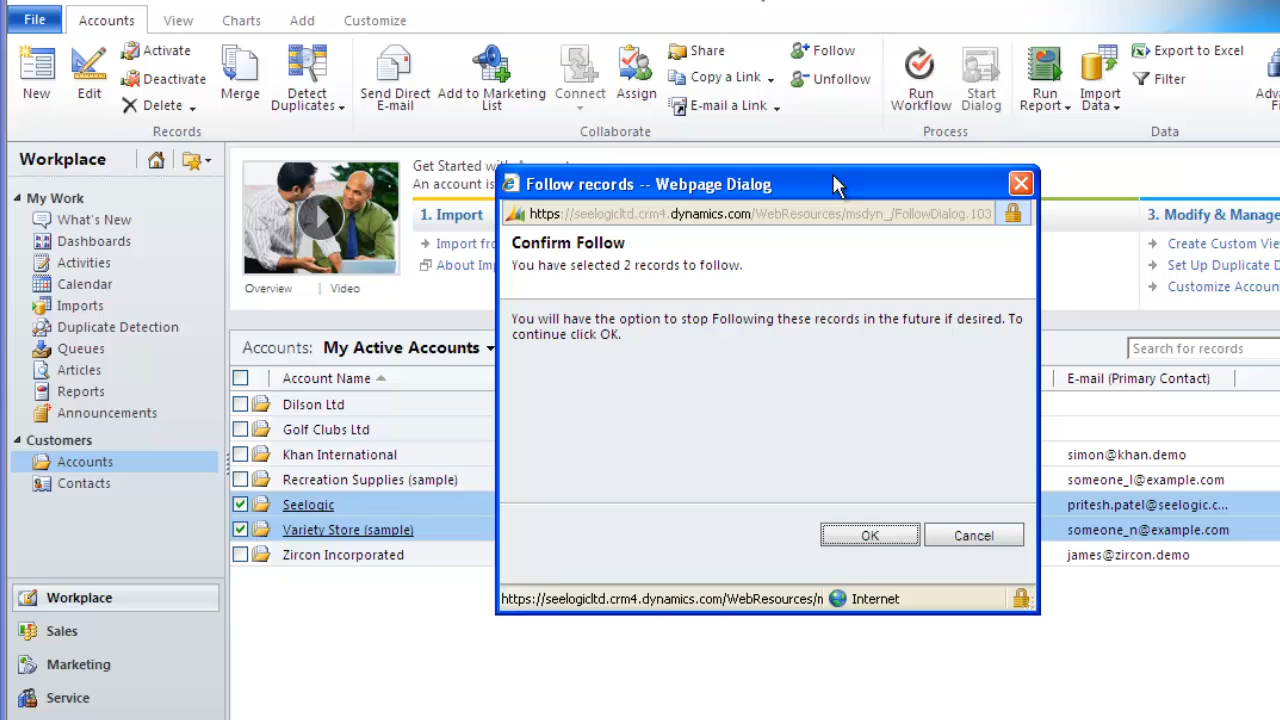 File
Accounts
View
Charts
Add
Customize
New
Edit
Activate
Deactivate
Delete
Merge
Detect
Duplicates
Records
Send Direct
E-mail
Add to Marketing
List
Connect
Assign
Share
Copy a Link
E-mail a Link
Follow
Unfollow
Collaborate
Run
Workflow
Start
Dialog
Process
Run
Report
Import
Data
Export to Excel
Filter
Data
Workplace
My Work
What's New
Dashboards
Activities
Calendar
Imports
Duplicate Detection
Queues
Articles
Reports
Announcements
Customers
Accounts
Contacts
Workplace
Sales
Marketing
Service
Get Started
An account is
1. Import
About
Overview | Video
3. Modify & Manage
Create Custom
Set Up Duplicate
Customize
Follow records -- Webpage Dialog
https://seelogicltd.crm4.dynamics.com/WebResources/msdyn_/FollowDialog.103
Confirm Follow
You have selected 2 records to follow.
You will have the option to stop Following these records in the future if desired. To
continue click OK.
OK
Cancel
https://seelogicltd.crm4.dynamics.com/WebResources/
Internet
Accounts: My Active Accounts
Search for records
Account Name
E-mail (Primary Contact)
Dilson Ltd
Golf Clubs Ltd
Khan International
simon@khan.demo
Recreation Supplies (sample)
someone_l@example.com
Seelogic
pritesh.patel@seelogic.c...
Variety Store (sample)
someone_n@example.com
Zircon Incorporated
james@zircon.demo